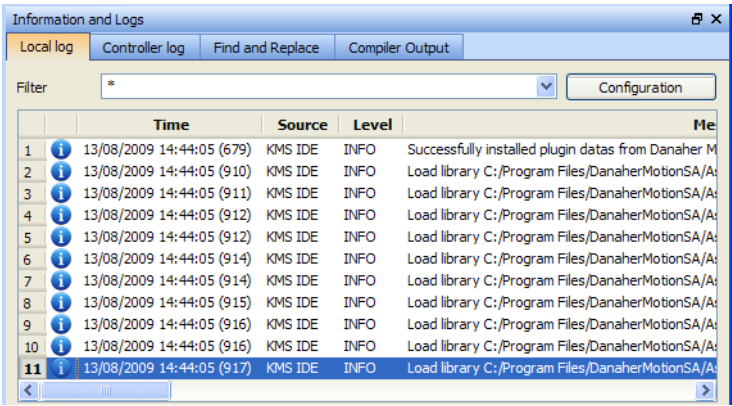 Information and Logs
Local log Controller log Find and Replace Compiler Output
Filter * Configuration
Time Source Level
1 13/08/2009 14:44:05 (679) KMS IDE INFO Successfully installed plugin datas from Danaher M
2 13/08/2009 14:44:05 (910) KMS IDE INFO Load library C:/Program Files/DanaherMotionSA/A
3 13/08/2009 14:44:05 (911) KMS IDE INFO Load library C:/Program Files/DanaherMotionSA/A
4 13/08/2009 14:44:05 (912) KMS IDE INFO Load library C:/Program Files/DanaherMotionSA/A
5 13/08/2009 14:44:05 (912) KMS IDE INFO Load library C:/Program Files/DanaherMotionSA/A
6 13/08/2009 14:44:05 (914) KMS IDE INFO Load library C:/Program Files/DanaherMotionSA/A
7 13/08/2009 14:44:05 (914) KMS IDE INFO Load library C:/Program Files/DanaherMotionSA/A
8 13/08/2009 14:44:05 (915) KMS IDE INFO Load library C:/Program Files/DanaherMotionSA/A
9 13/08/2009 14:44:05 (916) KMS IDE INFO Load library C:/Program Files/DanaherMotionSA/A
10 13/08/2009 14:44:05 (916) KMS IDE INFO Load library C:/Program Files/DanaherMotionSA/A
11 13/08/2009 14:44:05 (917) KMS IDE INFO Load library C:/Program Files/DanaherMotionSA/A